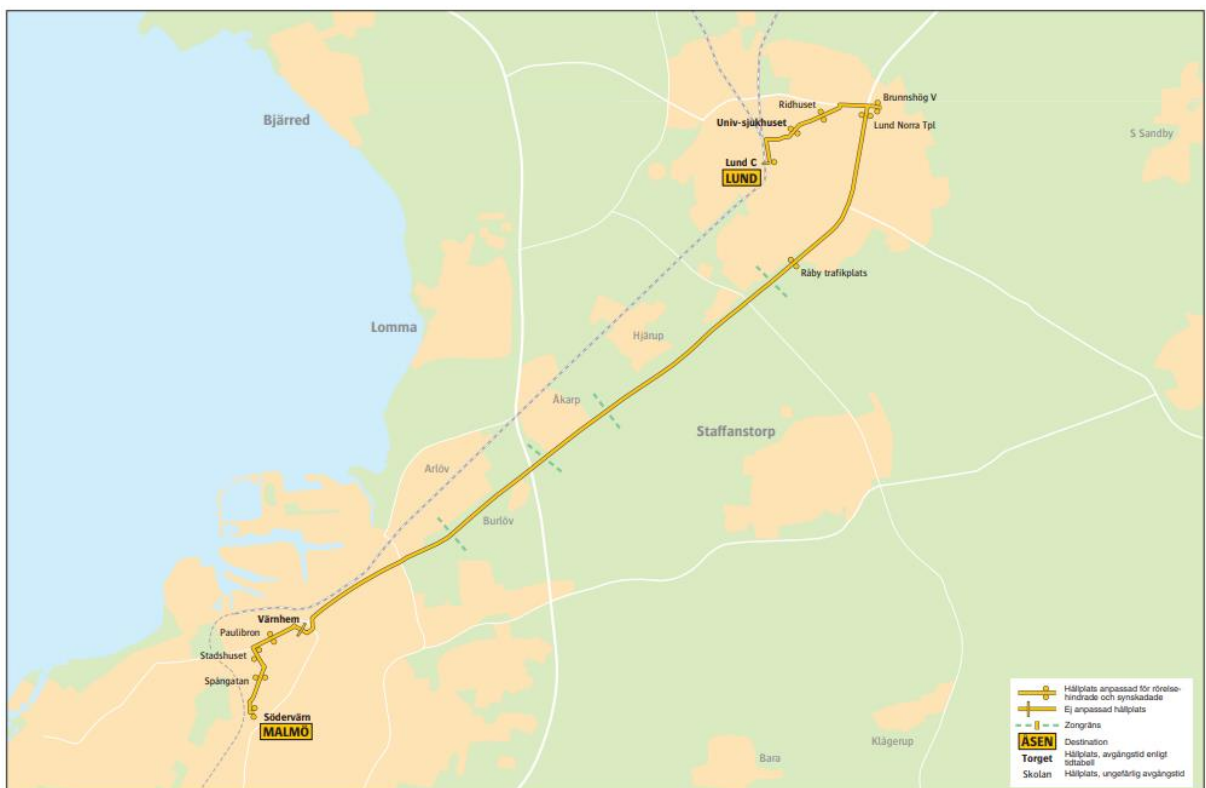 Brunnshög V
Ridhuset
Bjärred
Univ-sjukhuset
Lund Norra Tpl
S Sandby
Lund C
LUND
Råby trafikplats
Lomma
Hjärup
Åkarp
Staffanstorp
Arlöv
Burlöv
Värnhem
Paulibron
Stadshuset
Spångatan
Södervärn
MALMÖ
Klågerup
Bara
Hållplats anpassad för rörelse-
hindrade och synskadade
Ej anpassad hållplats
Zongräns
ÅSEN Destination
Torget Hållplats, avgångstid enligt
tidtabell
Skolan Hållplats, ungefärlig avgångstid